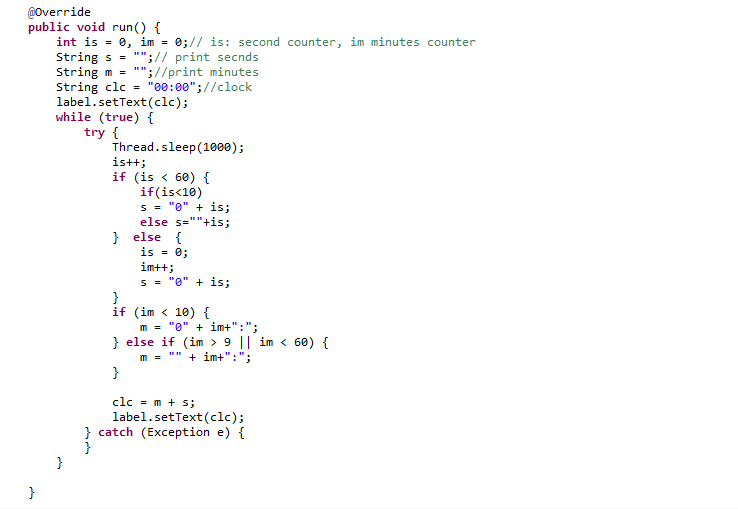 @Override
public void run() {
    int is = 0, im = 0;// is: second counter, im minutes counter
    String s = "";// print secnds
    String m = "";//print minutes
    String clc = "00:00";//clock
    label.setText(clc);
    while (true) {
        try {
            Thread.sleep(1000);
            is++;
            if (is < 60) {
                if(is<10)
                s = "0" + is;
                else s=""+is;
            }  else  {
                is = 0;
                im++;
                s = "0" + is;
            }
            if (im < 10) {
                m = "0" + im+":";
            } else if (im > 9 || im < 60) {
                m = "" + im+":";
            }

            clc = m + s;
            label.setText(clc);
        } catch (Exception e) {
        }
    }

}